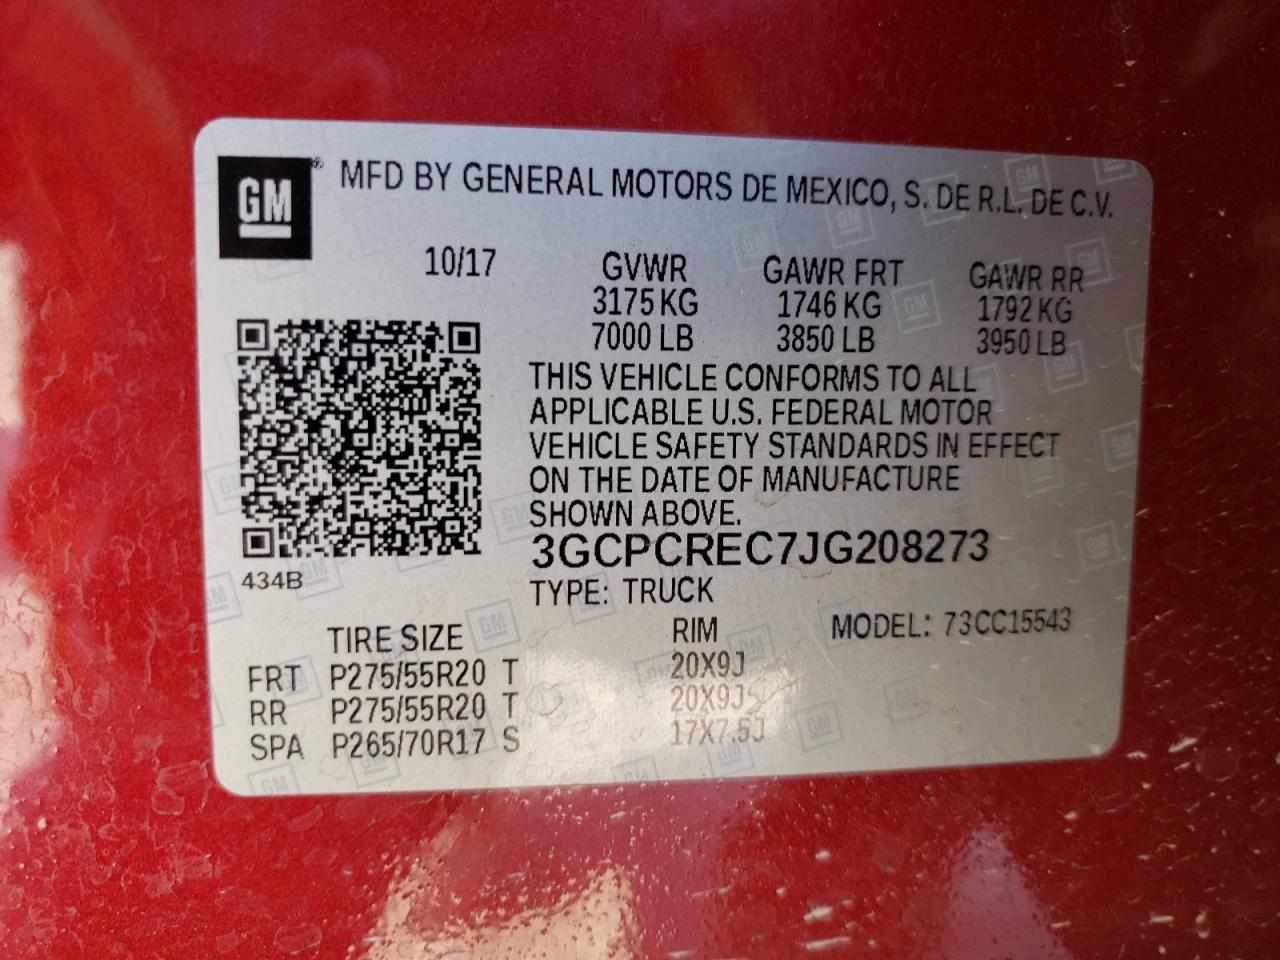 GM® MFD BY GENERAL MOTORS DE MEXICO, S. DE R.L. DE C.V.
10/17 GVWR GAWR FRT GAWR RR
3175 KG 1746 KG 1792 KG
7000 LB 3850 LB 3950 LB
THIS VEHICLE CONFORMS TO ALL
APPLICABLE U.S. FEDERAL MOTOR
VEHICLE SAFETY STANDARDS IN EFFECT
ON THE DATE OF MANUFACTURE
SHOWN ABOVE.
3GCPCREC7JG208273
434B
TYPE: TRUCK
TIRE SIZE RIM MODEL: 73CC15543
FRT P275/55R20 T 20X9J
RR P275/55R20 T 20X9J
SPA P265/70R17 S 17X7.5J